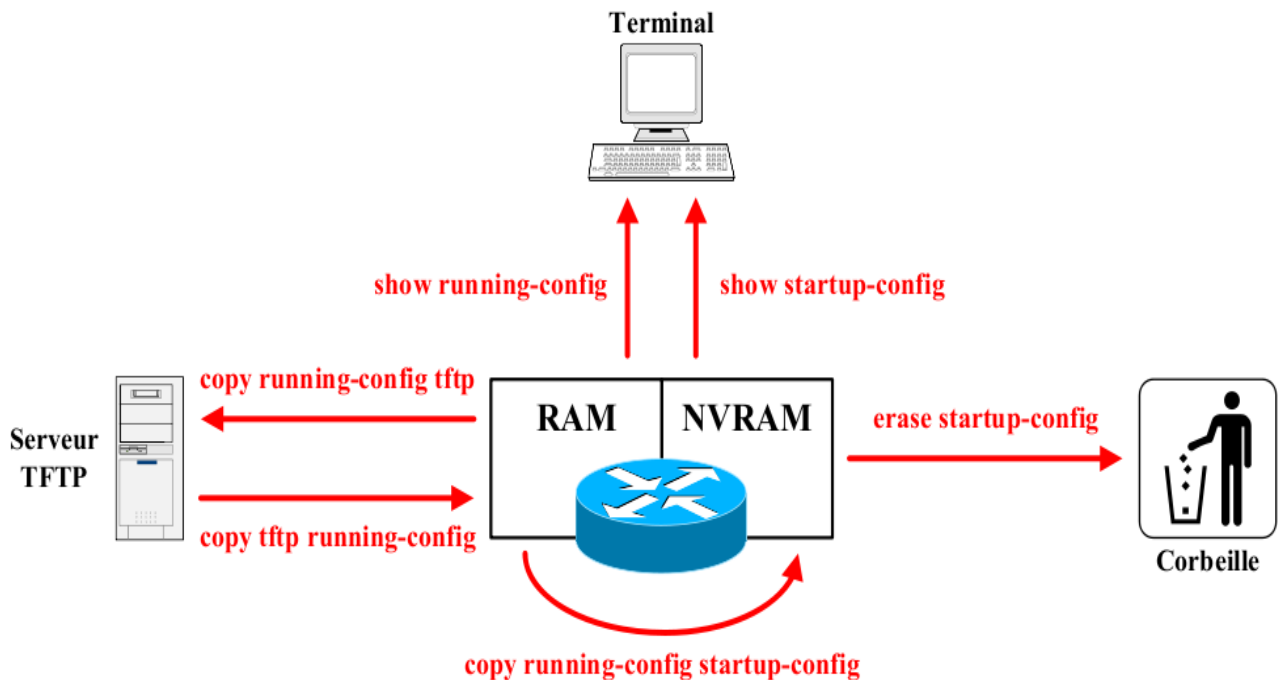 Terminal
show running-config
show startup-config
copy running-config tftp
RAM
NVRAM
erase startup-config
Serveur
TFTP
copy tftp running-config
Corbeille
copy running-config startup-config